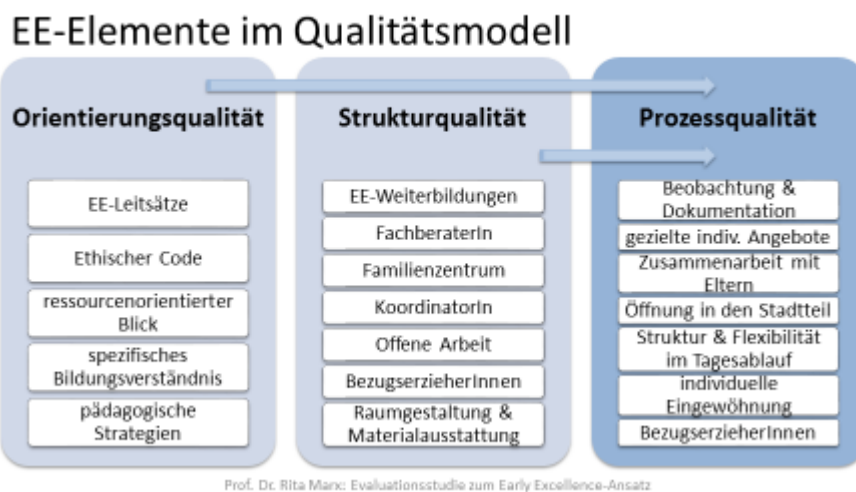 EE-Elemente im Qualitätsmodell
Orientierungsqualität
EE-Leitsätze
Ethischer Code
ressourcenorientierter
Blick
spezifisches
Bildungsverständnis
pädagogische
Strategien
Strukturqualität
EE-Weiterbildungen
FachberaterIn
Familienzentrum
KoordinatorIn
Offene Arbeit
BezugserzieherInnen
Raumgestaltung &
Materialausstattung
Prozessqualität
Beobachtung &
Dokumentation
gezielte indiv. Angebote
Zusammenarbeit mit
Eltern
Öffnung in den Stadtteil
Struktur & Flexibilität
im Tagesablauf
individuelle
Eingewöhnung
BezugserzieherInnen
Prof. Dr. Rita Marx: Evaluationsstudie zum Early Excellence-Ansatz